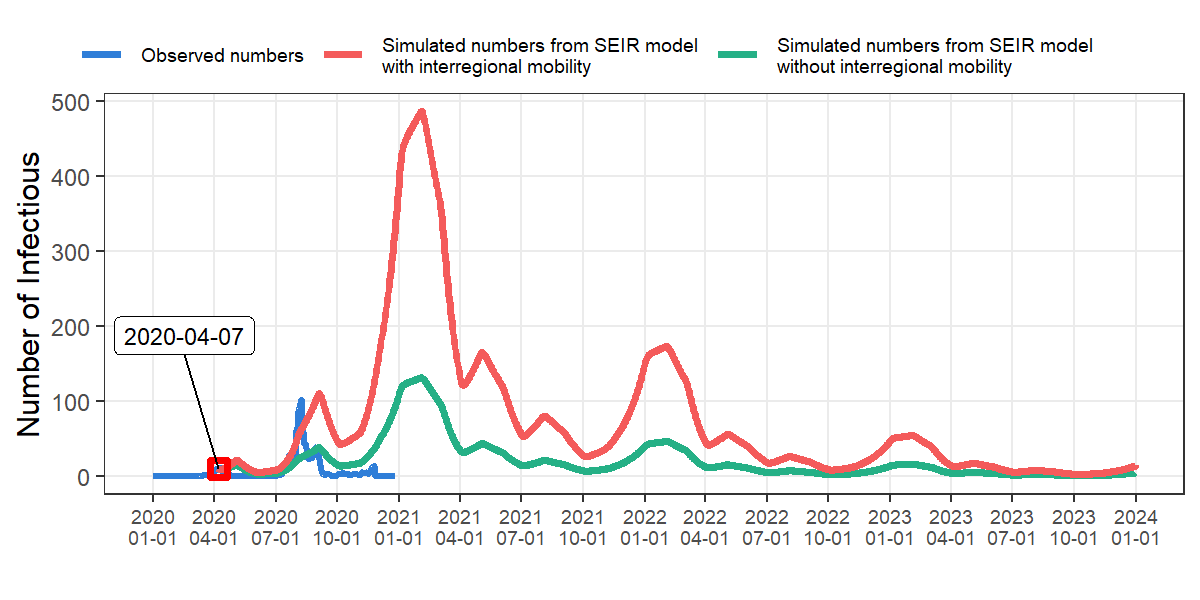 Observed numbers
Simulated numbers from SEIR model
with interregional mobility
Simulated numbers from SEIR model
without interregional mobility
Number of Infectious
500
400
300
200
100
0
2020-04-07
2020 2020 2020 2020 2021 2021 2021 2021 2022 2022 2022 2022 2023 2023 2023 2023 2024
01-01 04-01 07-01 10-01 01-01 04-01 07-01 10-01 01-01 04-01 07-01 10-01 01-01 04-01 07-01 10-01 01-01